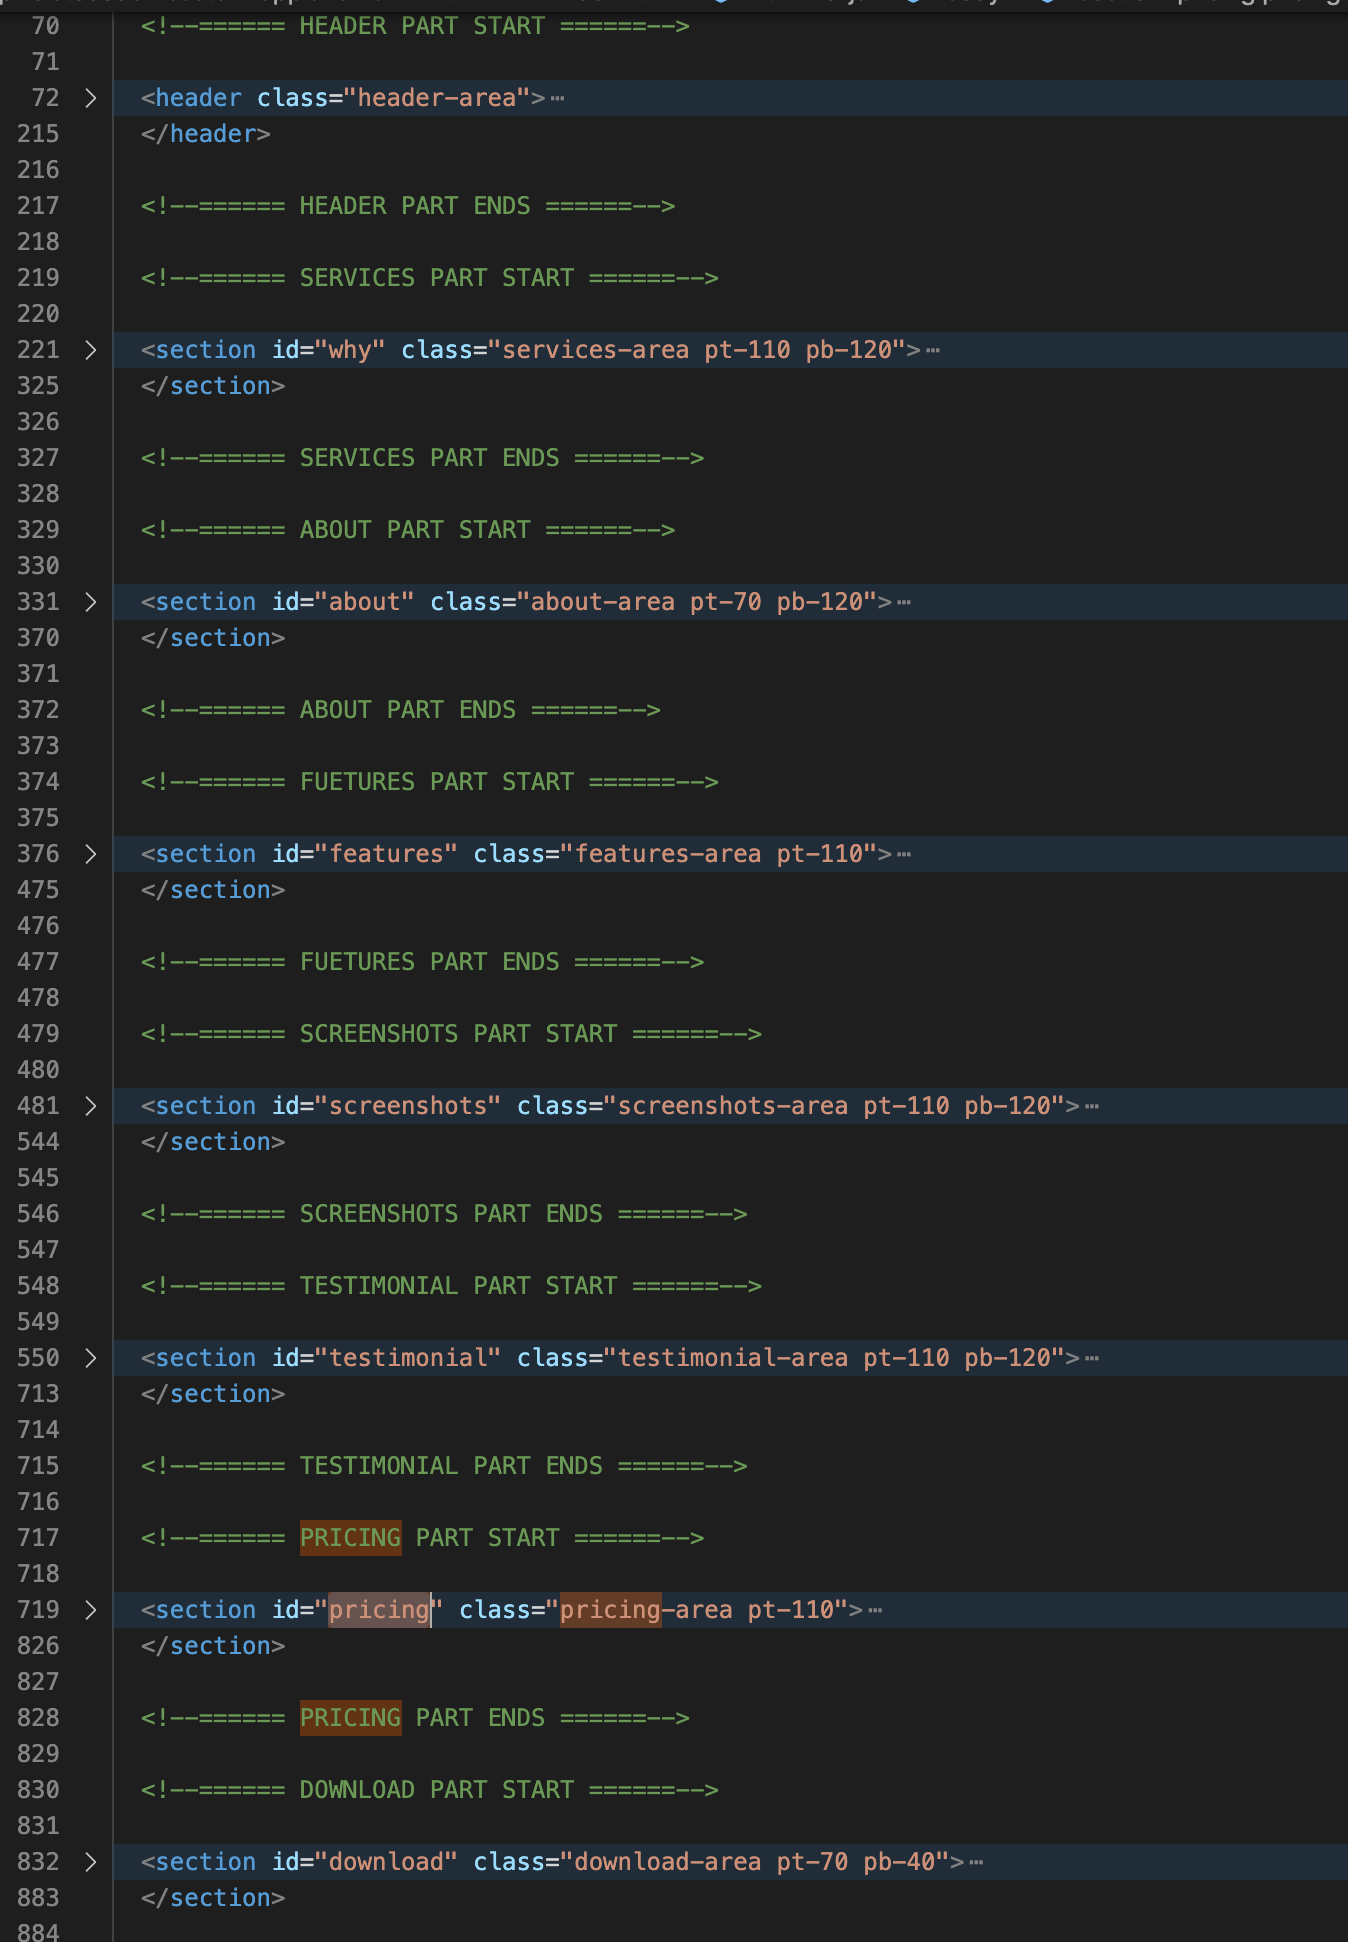 70 <!--====== HEADER PART START ======-->
71
72 <header class="header-area">⋯
215 </header>
216
217 <!--====== HEADER PART ENDS ======-->
218
219 <!--====== SERVICES PART START ======-->
220
221 <section id="why" class="services-area pt-110 pb-120">⋯
325 </section>
326
327 <!--====== SERVICES PART ENDS ======-->
328
329 <!--====== ABOUT PART START ======-->
330
331 <section id="about" class="about-area pt-70 pb-120">⋯
370 </section>
371
372 <!--====== ABOUT PART ENDS ======-->
373
374 <!--====== FUETURES PART START ======-->
375
376 <section id="features" class="features-area pt-110">⋯
475 </section>
476
477 <!--====== FUETURES PART ENDS ======-->
478
479 <!--====== SCREENSHOTS PART START ======-->
480
481 <section id="screenshots" class="screenshots-area pt-110 pb-120">⋯
544 </section>
545
546 <!--====== SCREENSHOTS PART ENDS ======-->
547
548 <!--====== TESTIMONIAL PART START ======-->
549
550 <section id="testimonial" class="testimonial-area pt-110 pb-120">⋯
713 </section>
714
715 <!--====== TESTIMONIAL PART ENDS ======-->
716
717 <!--====== PRICING PART START ======-->
718
719 <section id="pricing" class="pricing-area pt-110">⋯
826 </section>
827
828 <!--====== PRICING PART ENDS ======-->
829
830 <!--====== DOWNLOAD PART START ======-->
831
832 <section id="download" class="download-area pt-70 pb-40">⋯
883 </section>
884